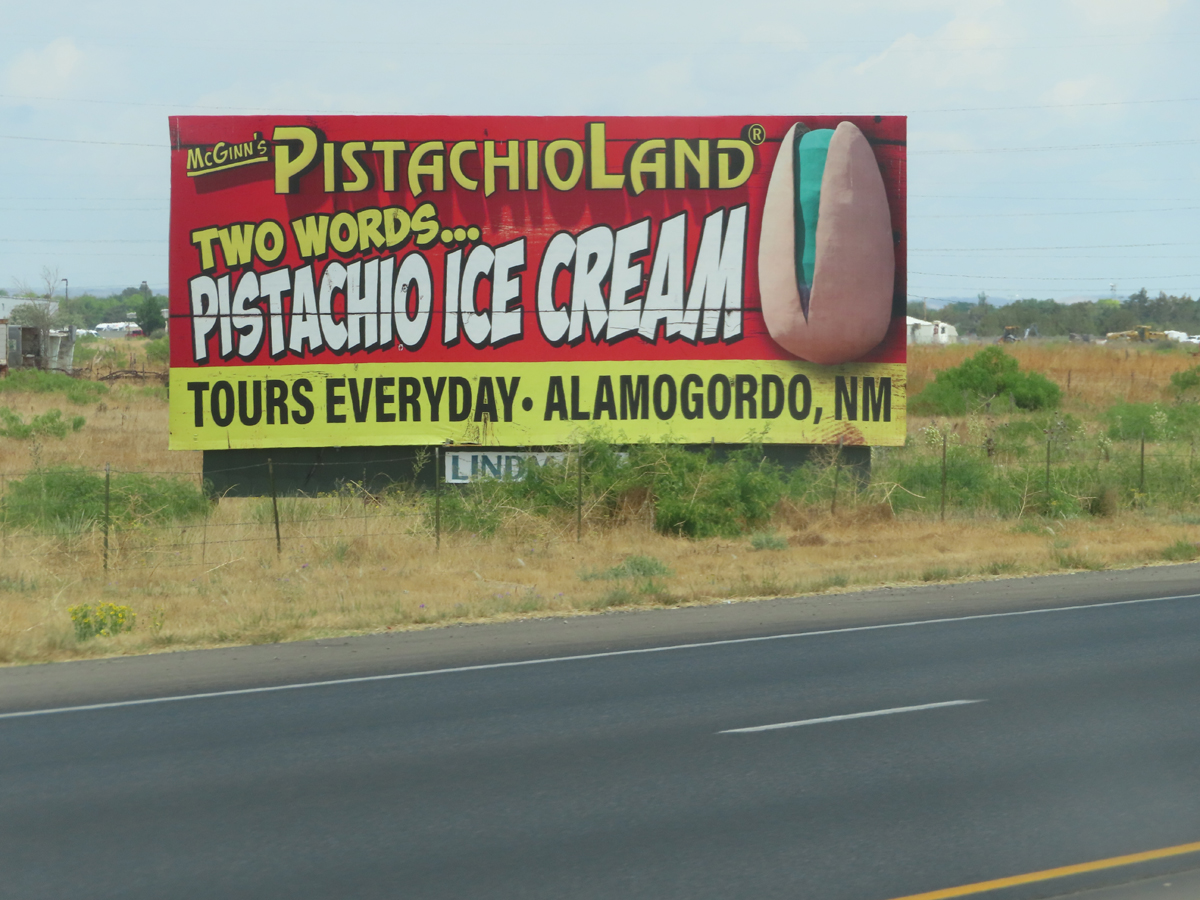 McGINN'S PISTACHIOLAND®
TWO WORDS...
PISTACHIO ICE CREAM
TOURS EVERYDAY • ALAMOGORDO, NM